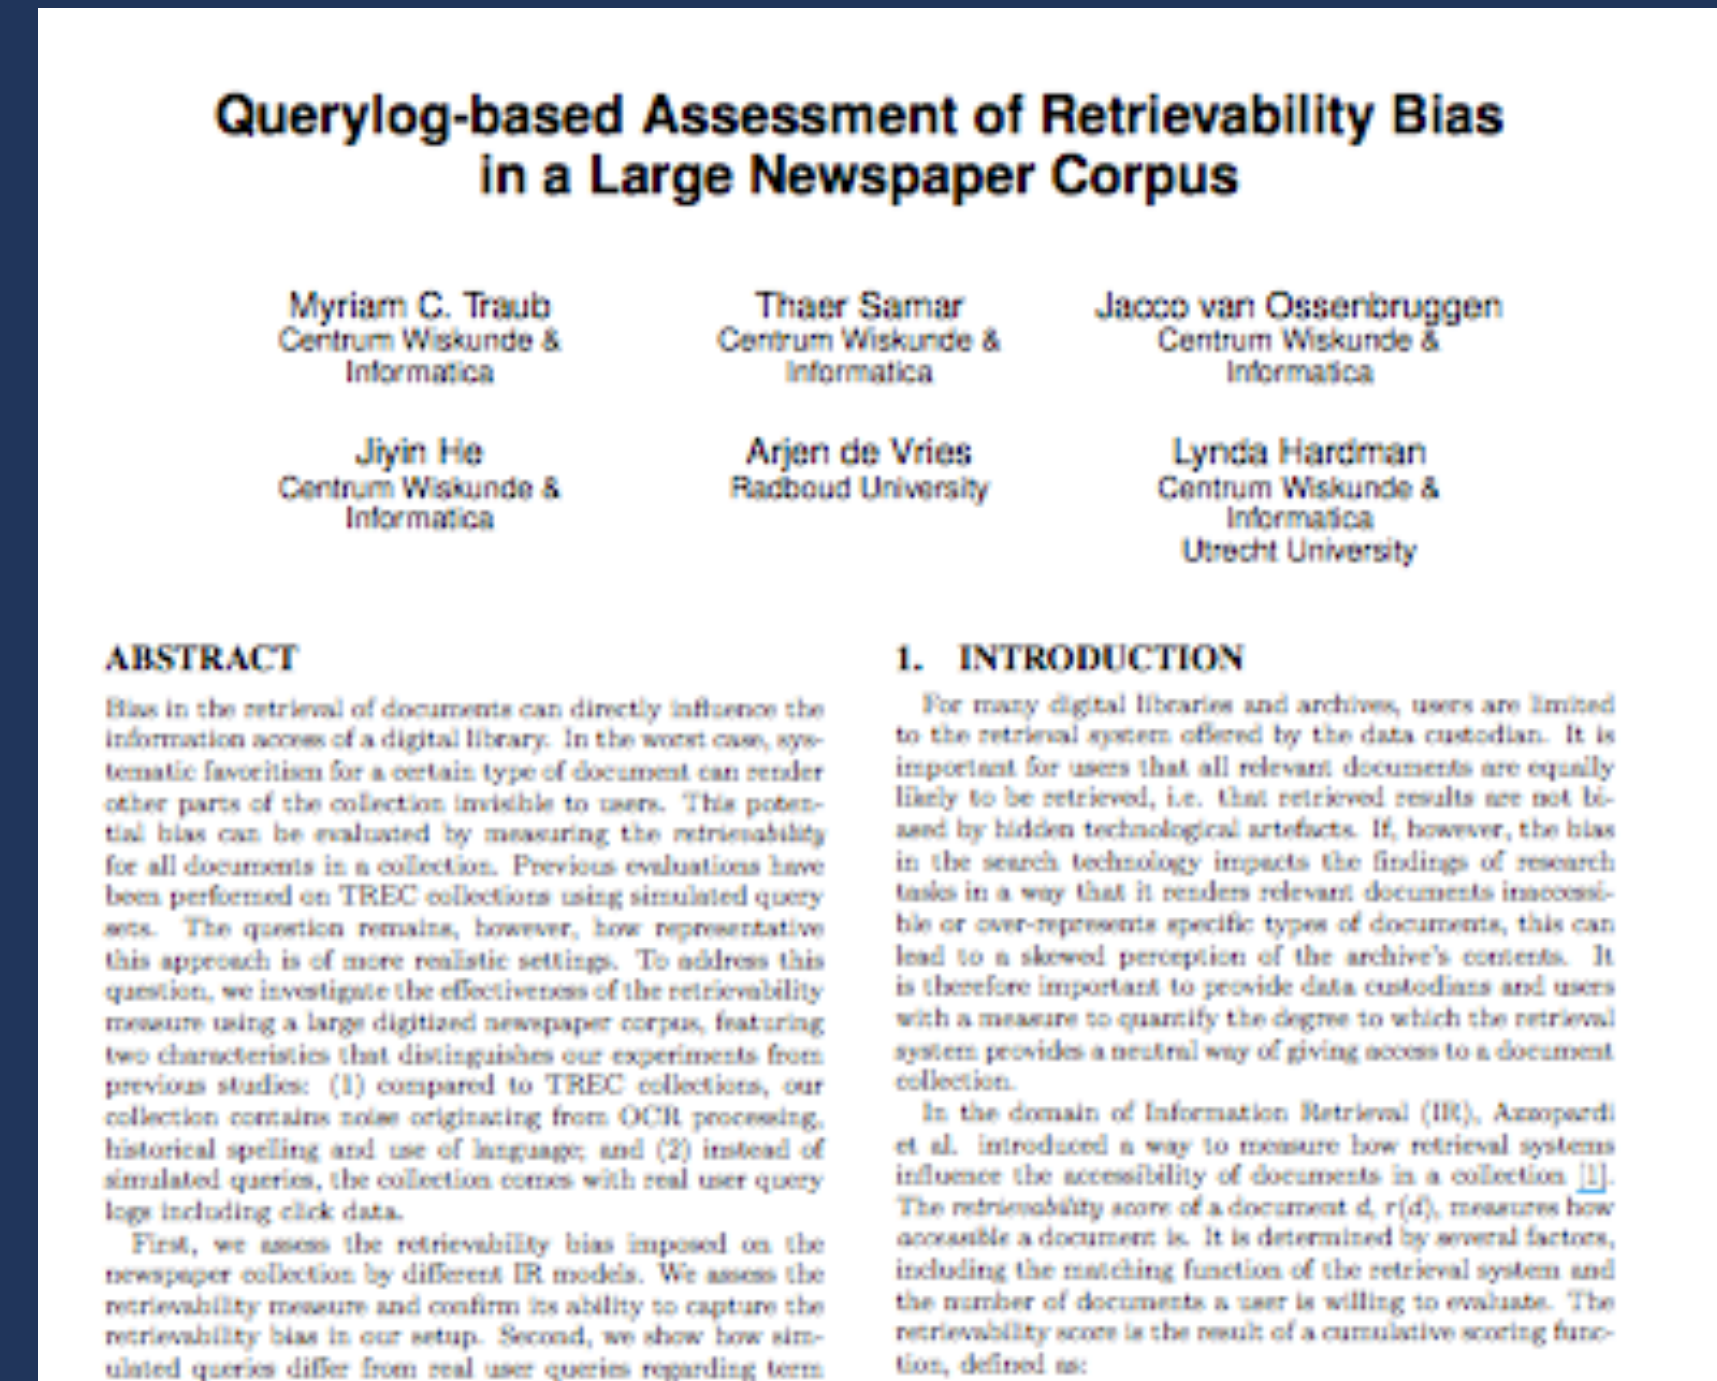 Querylog-based Assessment of Retrievability Bias
in a Large Newspaper Corpus
Myriam C. Traub
Centrum Wiskunde &
Informatica
Thaer Samar
Centrum Wiskunde &
Informatica
Jacco van Ossenbruggen
Centrum Wiskunde &
Informatica
Jiyin He
Centrum Wiskunde &
Informatica
Arjen de Vries
Radboud University
Lynda Hardman
Centrum Wiskunde &
Informatica
Utrecht University
ABSTRACT
Bias in the retrieval of documents can directly influence the
information access of a digital library. In the worst case, sys-
tematic favoritism for a certain type of document can render
other parts of the collection invisible to users. This poten-
tial bias can be evaluated by measuring the retrievability
for all documents in a collection. Previous evaluations have
been performed on TREC collections using simulated query
sets. The question remains, however, how representative
this approach is of more realistic settings. To address this
question, we investigate the effectiveness of the retrievability
measure using a large digitized newspaper corpus, featuring
two characteristics that distinguishes our experiments from
previous studies: (1) compared to TREC collections, our
collection contains noise originating from OCR processing,
historical spelling and use of language; and (2) instead of
simulated queries, the collection comes with real user query
logs including click data.
First, we assess the retrievability bias imposed on the
newspaper collection by different IR models. We assess the
retrievability measure and confirm its ability to capture the
retrievability bias in our setup. Second, we show how sim-
ulated queries differ from real user queries regarding term
1. INTRODUCTION
For many digital libraries and archives, users are limited
to the retrieval system offered by the data custodian. It is
important for users that all relevant documents are equally
likely to be retrieved, i.e. that retrieved results are not bi-
ased by hidden technological artefacts. If, however, the bias
in the search technology impacts the findings of research
tasks in a way that it renders relevant documents inaccessi-
ble or over-represents specific types of documents, this can
lead to a skewed perception of the archive's contents. It
is therefore important to provide data custodians and users
with a measure to quantify the degree to which the retrieval
system provides a neutral way of giving access to a document
collection.
In the domain of Information Retrieval (IR), Azzopardi
et al. introduced a way to measure how retrieval systems
influence the accessibility of documents in a collection [1].
The retrievability score of a document d, r(d), measures how
accessible a document is. It is determined by several factors,
including the matching function of the retrieval system and
the number of documents a user is willing to evaluate. The
retrievability score is the result of a cumulative scoring func-
tion, defined as: